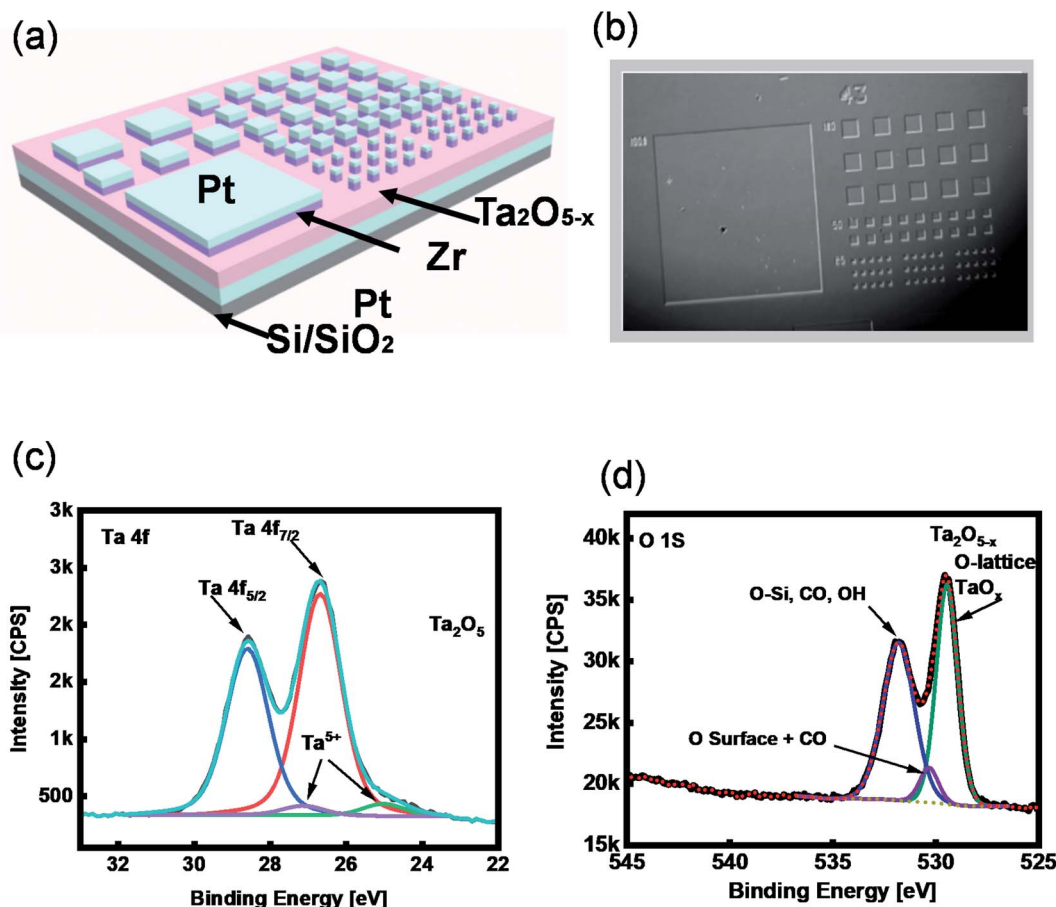 (a)
Pt
Ta₂O₅₋ₓ
Zr
Pt
Si/SiO₂
(b)
43
100.8
(c)
3k
3k
2k
2k
1k
500
Intensity [CPS]
Ta 4f
Ta 4f₇/₂
Ta 4f₅/₂
Ta₂O₅
Ta⁵⁺
32 30 28 26 24 22
Binding Energy [eV]
(d)
40k
35k
30k
25k
20k
15k
Intensity [CPS]
O 1S
Ta₂O₅₋ₓ
O-lattice
TaOₓ
O-Si, CO, OH
O Surface + CO
545 540 535 530 525
Binding Energy [eV]